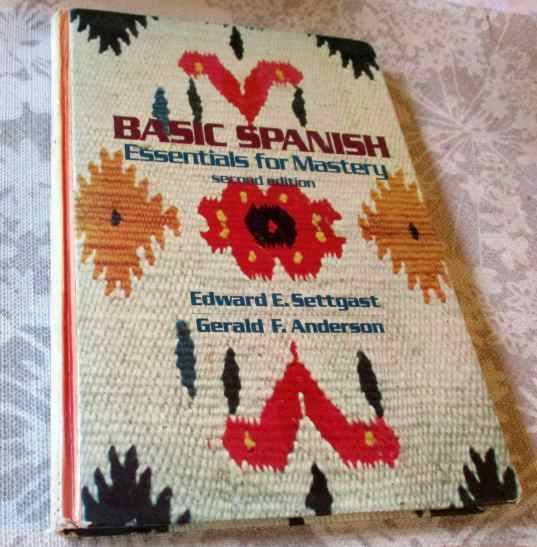 BASIC SPANISH
Essentials for Mastery
second edition
Edward E. Settgast
Gerald F. Anderson